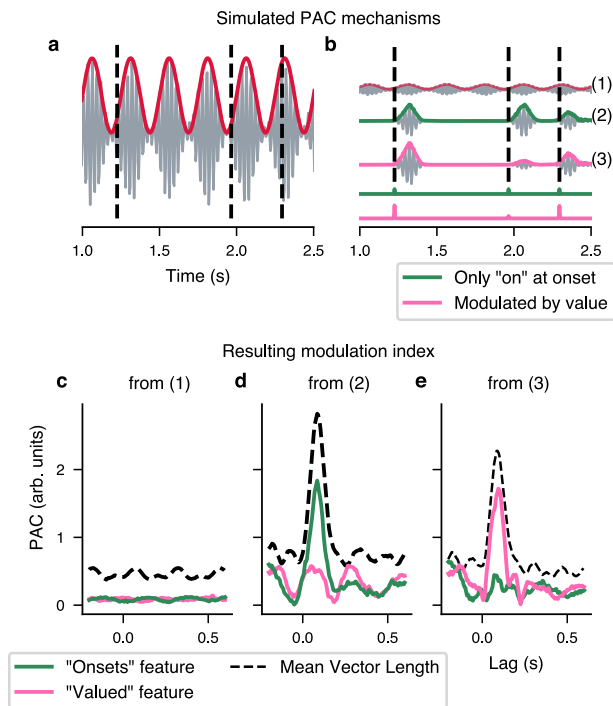 Simulated PAC mechanisms
a
b
(1)
(2)
(3)
1.0 1.5 2.0 2.5
1.0 1.5 2.0 2.5
Time (s)
Only "on" at onset
Modulated by value
Resulting modulation index
c from (1)
d from (2)
e from (3)
PAC (arb. units)
2
1
0
0.0 0.5
0.0 0.5
0.0 0.5
"Onsets" feature
"Valued" feature
Mean Vector Length
Lag (s)